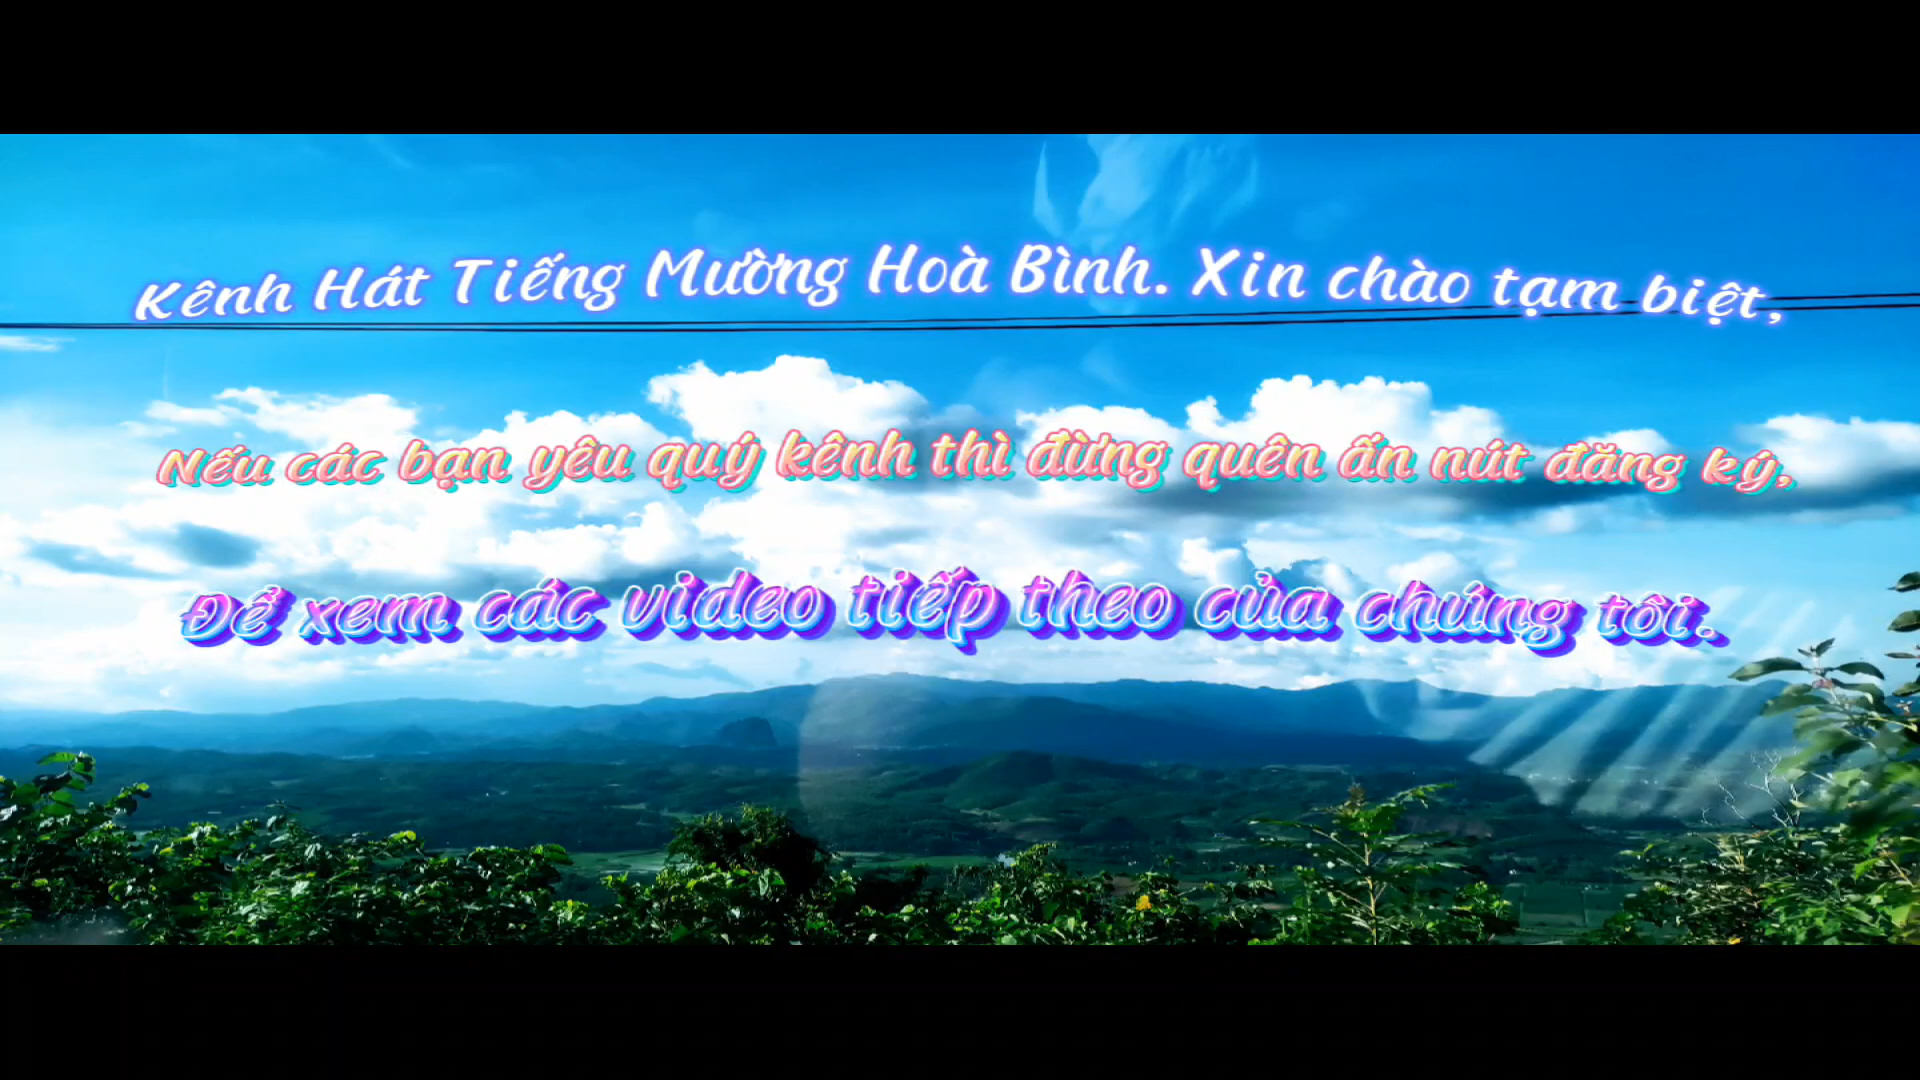 Kênh Hát Tiếng Mường Hoà Bình. Xin chào tạm biệt,
Nếu các bạn yêu quý kênh thì đừng quên ấn nút đăng ký,
Để xem các video tiếp theo của chúng tôi.